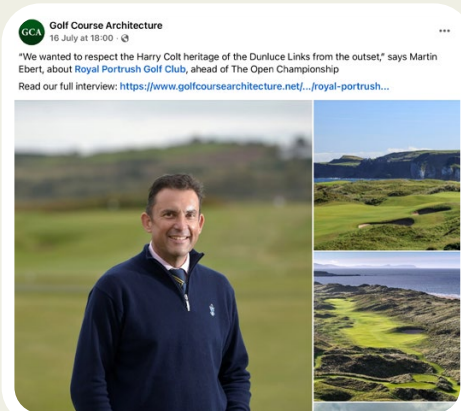 GCA
Golf Course Architecture
16 July at 18:00 ·
“We wanted to respect the Harry Colt heritage of the Dunluce Links from the outset,” says Martin
Ebert, about Royal Portrush Golf Club, ahead of The Open Championship
Read our full interview: https://www.golfcoursearchitecture.net/.../royal-portrush...